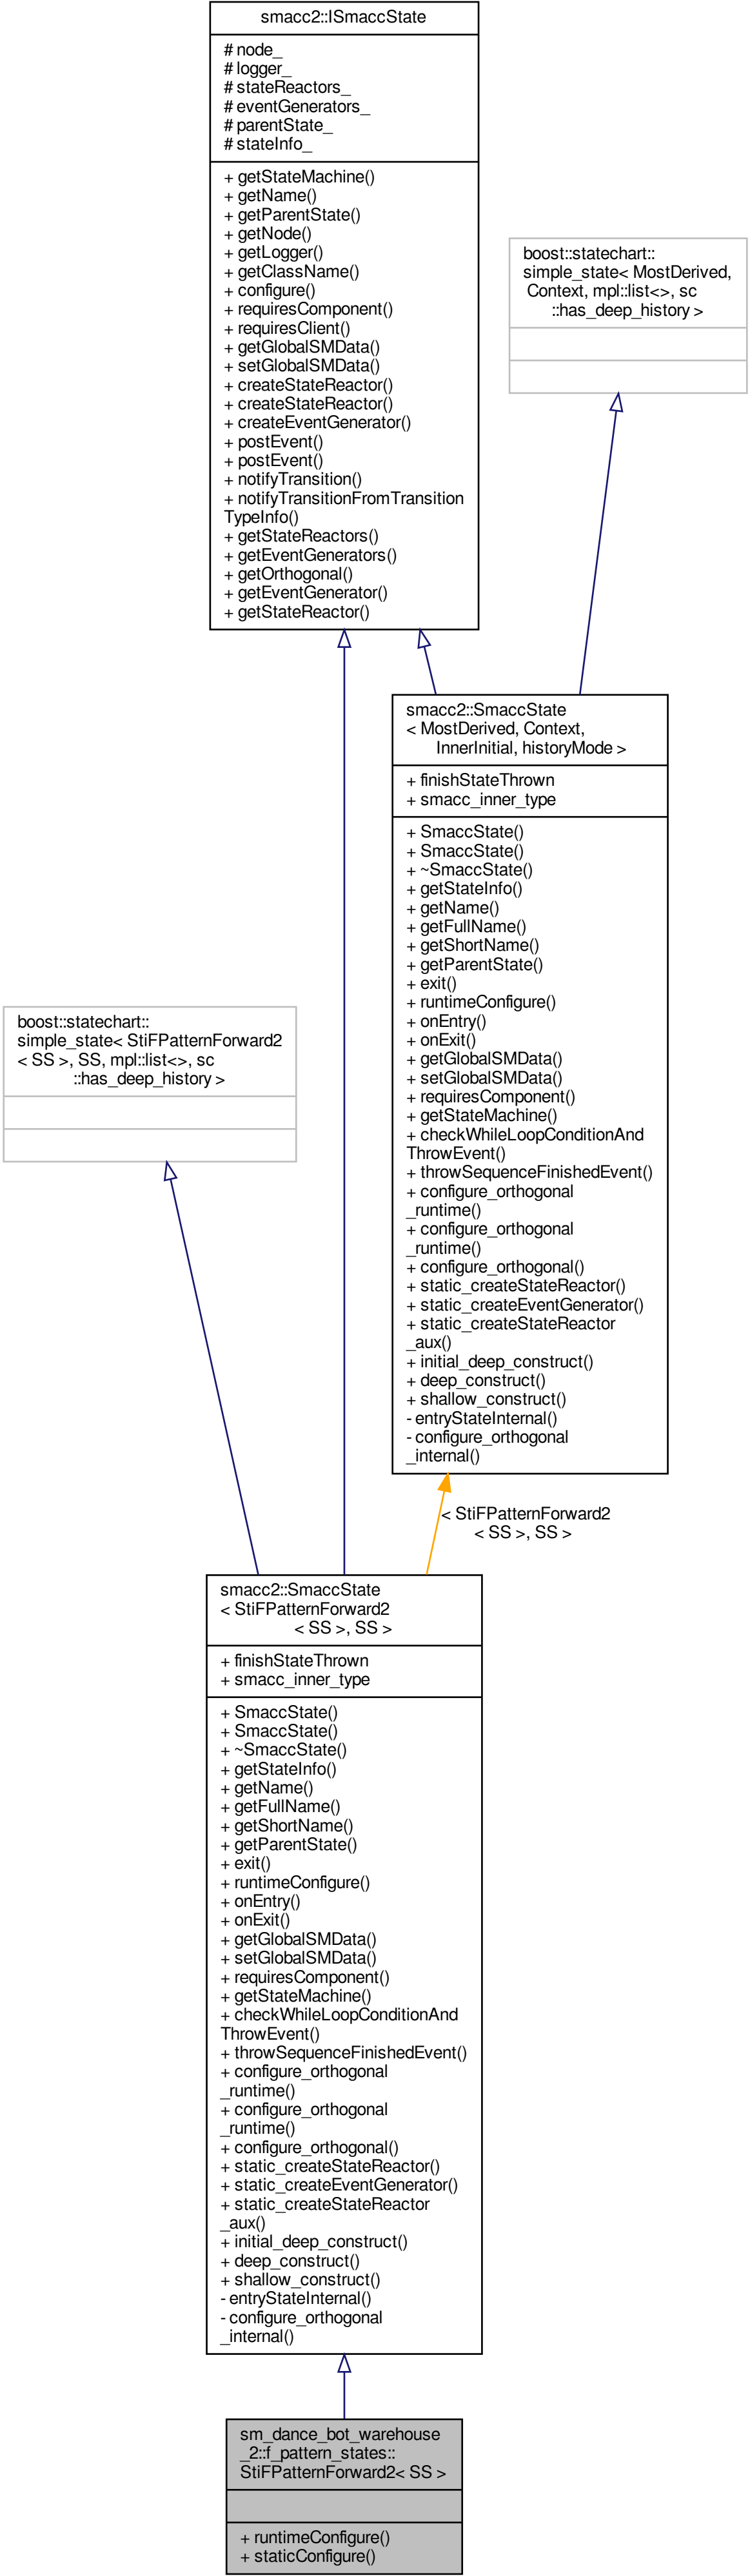 smacc2::ISmaccState
# node_
# logger_
# stateReactors_
# eventGenerators_
# parentState_
# stateInfo_
+ getStateMachine()
+ getName()
+ getParentState()
+ getNode()
+ getLogger()
+ getClassName()
+ configure()
+ requiresComponent()
+ requiresClient()
+ getGlobalSMData()
+ setGlobalSMData()
+ createStateReactor()
+ createStateReactor()
+ createEventGenerator()
+ postEvent()
+ postEvent()
+ notifyTransition()
+ notifyTransitionFromTransition
TypeInfo()
+ getStateReactors()
+ getEventGenerators()
+ getOrthogonal()
+ getEventGenerator()
+ getStateReactor()
boost::statechart::
simple_state< MostDerived,
Context, mpl::list<>, sc
::has_deep_history >
smacc2::SmaccState
< MostDerived, Context,
InnerInitial, historyMode >
+ finishStateThrown
+ smacc_inner_type
+ SmaccState()
+ SmaccState()
+ ~SmaccState()
+ getStateInfo()
+ getName()
+ getFullName()
+ getShortName()
+ getParentState()
+ exit()
+ runtimeConfigure()
+ onEntry()
+ onExit()
+ getGlobalSMData()
+ setGlobalSMData()
+ requiresComponent()
+ getStateMachine()
+ checkWhileLoopConditionAnd
ThrowEvent()
+ throwSequenceFinishedEvent()
+ configure_orthogonal
_runtime()
+ configure_orthogonal
_runtime()
+ configure_orthogonal()
+ static_createStateReactor()
+ static_createEventGenerator()
+ static_createStateReactor
_aux()
+ initial_deep_construct()
+ deep_construct()
+ shallow_construct()
- entryStateInternal()
- configure_orthogonal
_internal()
boost::statechart::
simple_state< StiFPatternForward2
< SS >, SS, mpl::list<>, sc
::has_deep_history >
< StiFPatternForward2
< SS >, SS >
smacc2::SmaccState
< StiFPatternForward2
< SS >, SS >
+ finishStateThrown
+ smacc_inner_type
+ SmaccState()
+ SmaccState()
+ ~SmaccState()
+ getStateInfo()
+ getName()
+ getFullName()
+ getShortName()
+ getParentState()
+ exit()
+ runtimeConfigure()
+ onEntry()
+ onExit()
+ getGlobalSMData()
+ setGlobalSMData()
+ requiresComponent()
+ getStateMachine()
+ checkWhileLoopConditionAnd
ThrowEvent()
+ throwSequenceFinishedEvent()
+ configure_orthogonal
_runtime()
+ configure_orthogonal
_runtime()
+ configure_orthogonal()
+ static_createStateReactor()
+ static_createEventGenerator()
+ static_createStateReactor
_aux()
+ initial_deep_construct()
+ deep_construct()
+ shallow_construct()
- entryStateInternal()
- configure_orthogonal
_internal()
sm_dance_bot_warehouse
_2::f_pattern_states::
StiFPatternForward2< SS >
+ runtimeConfigure()
+ staticConfigure()